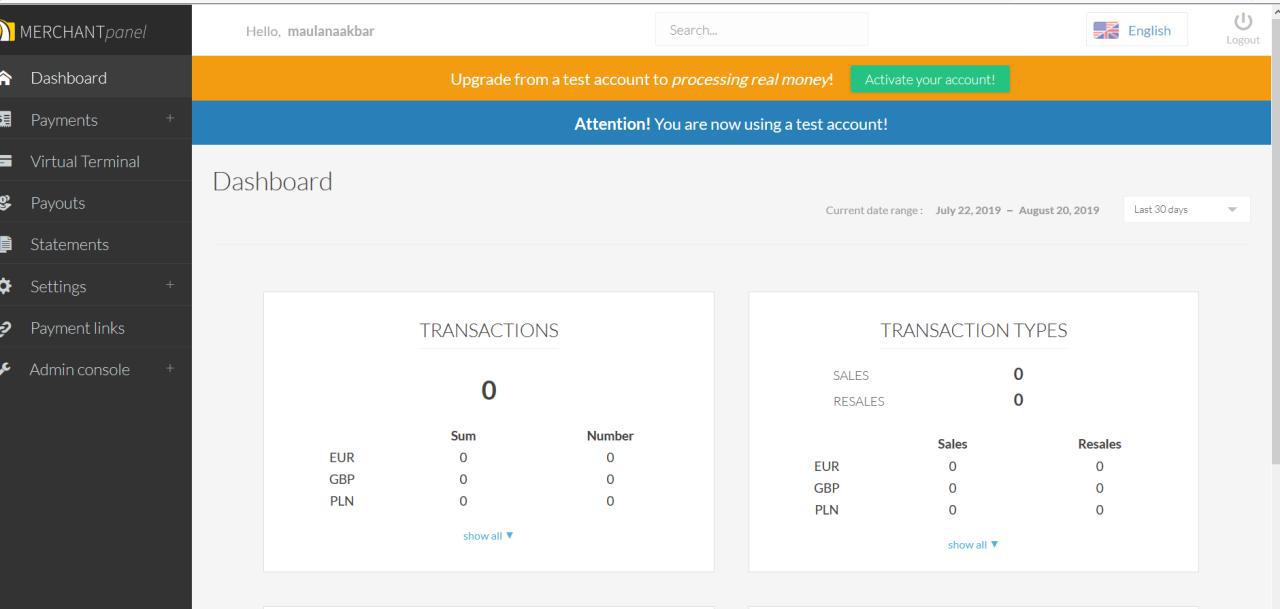 MERCHANTpanel
Hello, maulanaakbar
Search...
English
Logout
Upgrade from a test account to processing real money! Activate your account!
Attention! You are now using a test account!
Dashboard
Payments +
Virtual Terminal
Payouts
Statements
Settings +
Payment links
Admin console +
Dashboard
Current date range : July 22, 2019 – August 20, 2019 Last 30 days
TRANSACTIONS
0
Sum Number
EUR 0 0
GBP 0 0
PLN 0 0
show all ▼
TRANSACTION TYPES
SALES 0
RESALES 0
Sales Resales
EUR 0 0
GBP 0 0
PLN 0 0
show all ▼